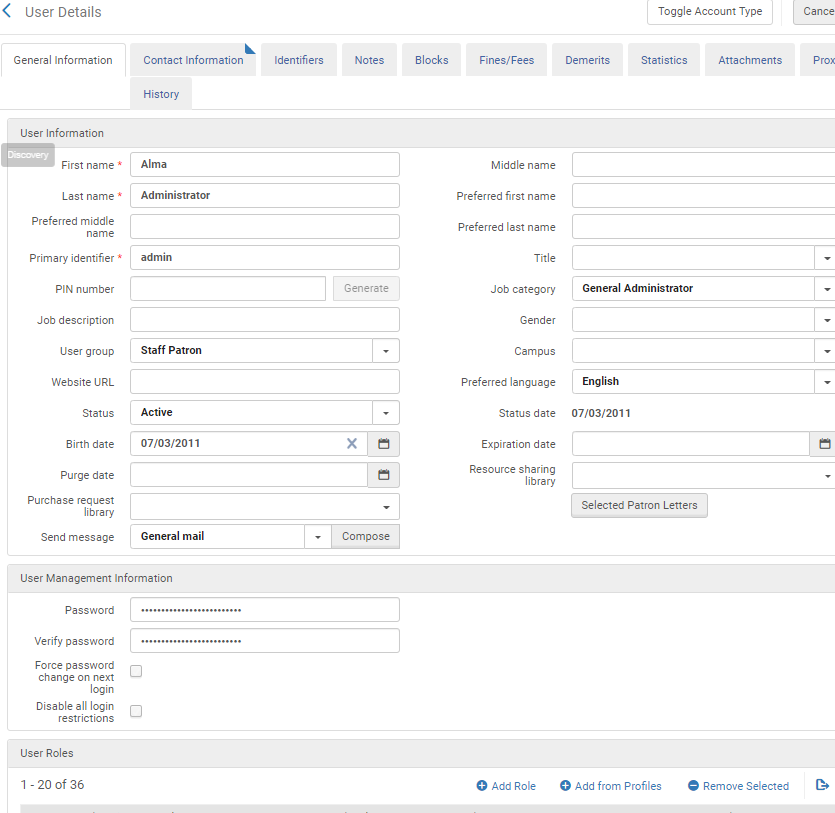 User Details
Toggle Account Type
Cance
General Information
Contact Information
Identifiers
Notes
Blocks
Fines/Fees
Demerits
Statistics
Attachments
Prox
History
User Information
Discovery
First name * Alma
Middle name
Last name * Administrator
Preferred first name
Preferred middle
name
Preferred last name
Primary identifier * admin
Title
PIN number
Generate
Job category General Administrator
Job description
Gender
User group Staff Patron
Campus
Website URL
Preferred language English
Status Active
Status date 07/03/2011
Birth date 07/03/2011
Expiration date
Purge date
Resource sharing
library
Purchase request
library
Selected Patron Letters
Send message General mail Compose
User Management Information
Password ••••••••••••••••••••••••
Verify password ••••••••••••••••••••••••
Force password
change on next
login
Disable all login
restrictions
User Roles
1 - 20 of 36
Add Role
Add from Profiles
Remove Selected